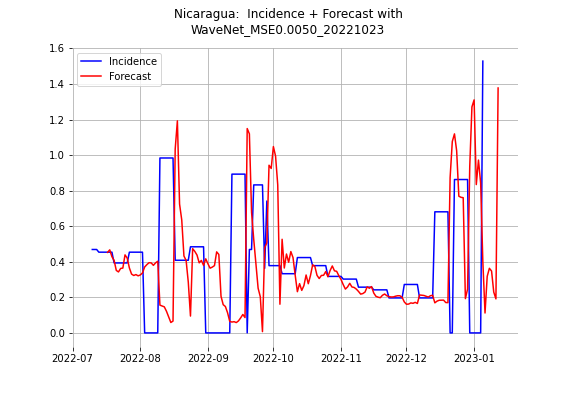 Nicaragua:  Incidence + Forecast with
WaveNet_MSE0.0050_20221023
Incidence
Forecast
1.6
1.4
1.2
1.0
0.8
0.6
0.4
0.2
0.0
2022-07 2022-08 2022-09 2022-10 2022-11 2022-12 2023-01